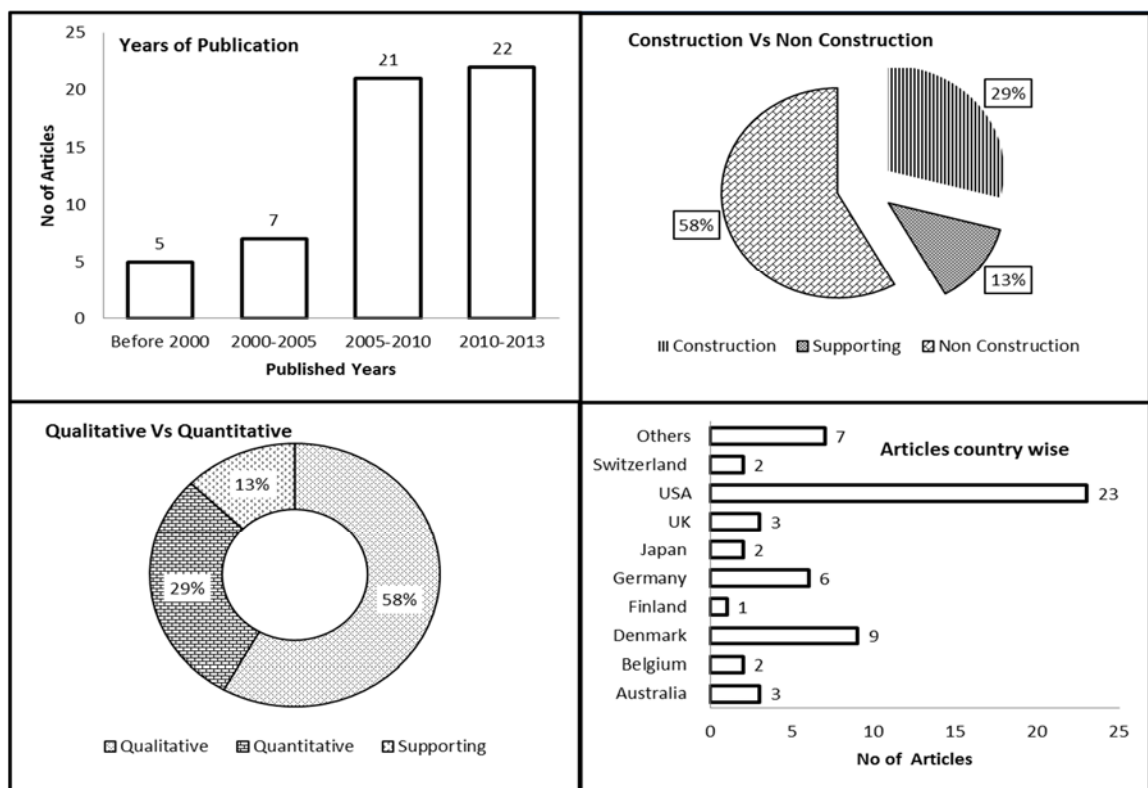 Years of Publication
No of Articles
25
20
15
10
5
0
5
7
21
22
Before 2000
2000-2005
2005-2010
2010-2013
Published Years
Construction Vs Non Construction
29%
58%
13%
Construction
Supporting
Non Construction
Qualitative Vs Quantitative
13%
29%
58%
Qualitative
Quantitative
Supporting
Articles country wise
Others 7
Switzerland 2
USA 23
UK 3
Japan 2
Germany 6
Finland 1
Denmark 9
Belgium 2
Australia 3
0 5 10 15 20 25
No of Articles